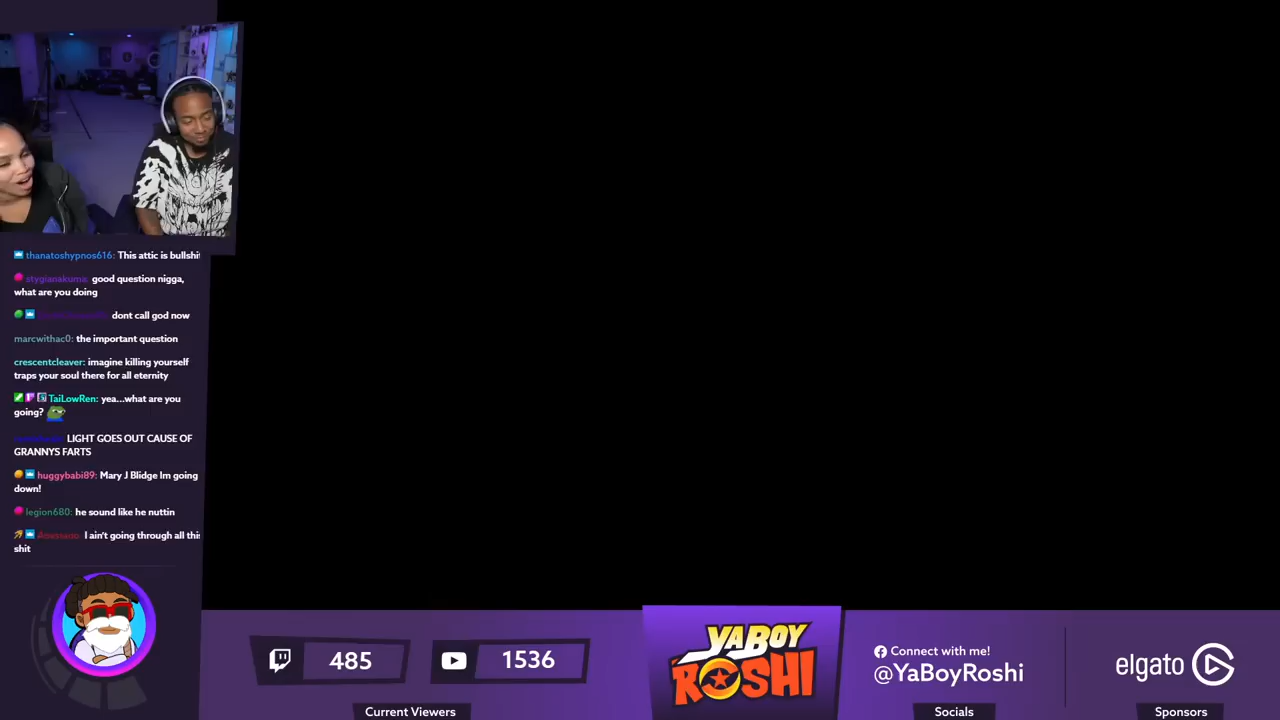 thanatoshypnos616: This attic is bullshi
stygianakuma: good question nigga,
what are you doing
dont call god now
marcwithac0: the important question
crescentcleaver: imagine killing yourself
traps your soul there for all eternity
TaiLowRen: yea...what are you
going?
LIGHT GOES OUT CAUSE OF
GRANNYS FARTS
huggybabi89: Mary J Blidge Im going
down!
legion680: he sound like he nuttin
I ain't going through all this
shit
485
1536
Current Viewers
YABOY
ROSHI
Connect with me!
@YaBoyRoshi
Socials
elgato
Sponsors